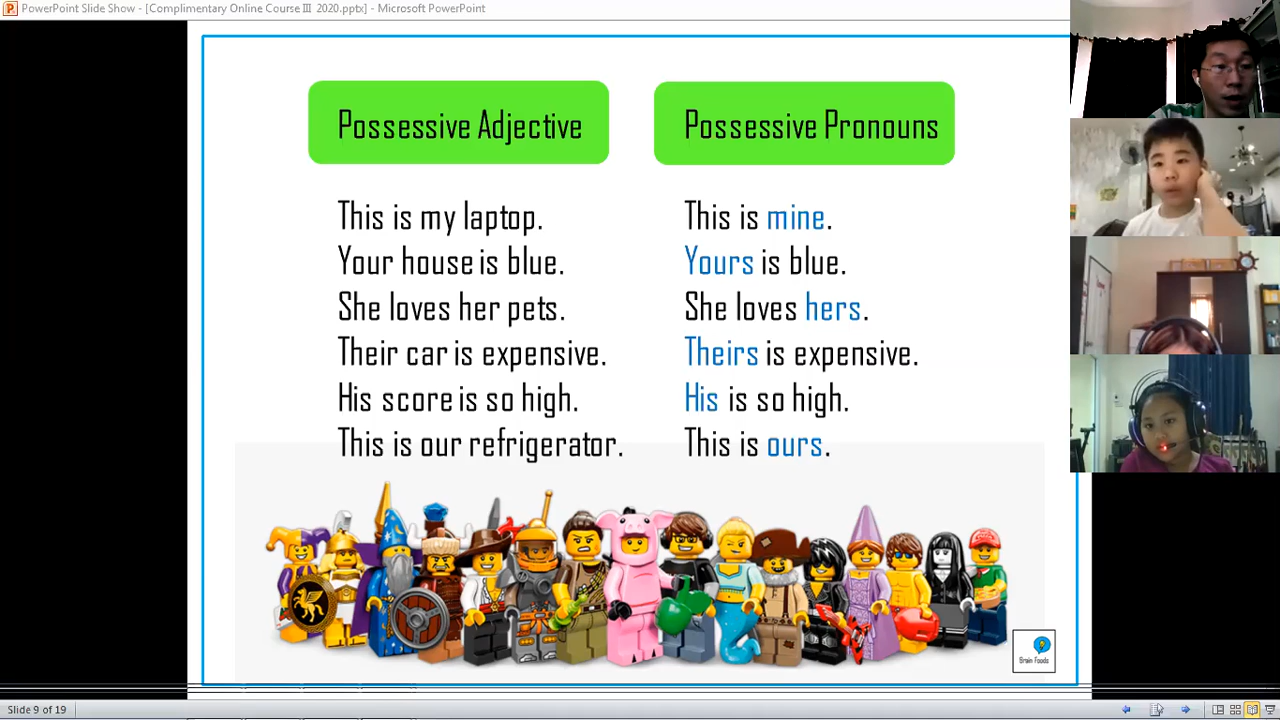 PowerPoint Slide Show - [Complimentary Online Course III 2020.pptx] - Microsoft PowerPoint
Possessive Adjective
Possessive Pronouns
This is my laptop.
This is mine.
Your house is blue.
Yours is blue.
She loves her pets.
She loves hers.
Their car is expensive.
Theirs is expensive.
His score is so high.
His is so high.
This is our refrigerator.
This is ours.
Brain Foods
Slide 9 of 19